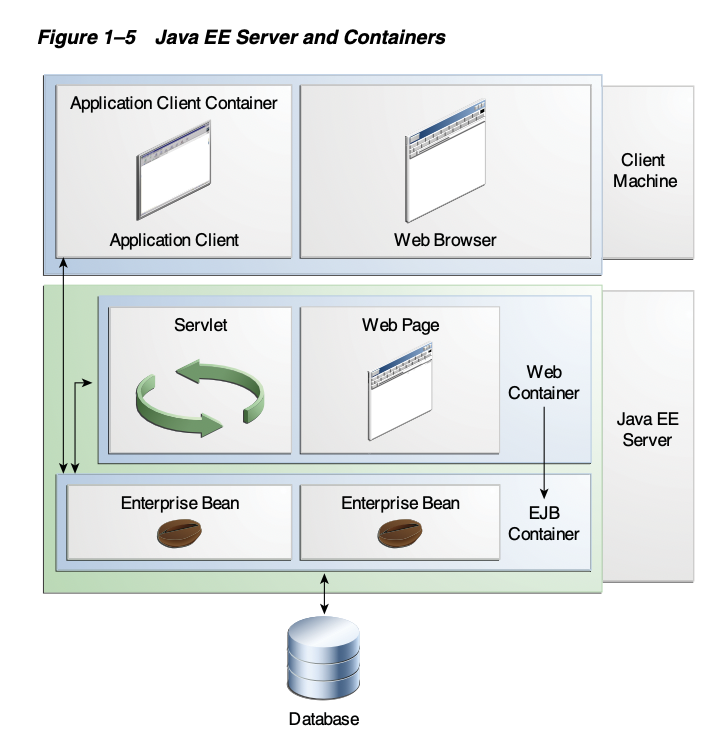 Figure 1–5 Java EE Server and Containers
Application Client Container
Application Client
Web Browser
Client
Machine
Servlet
Web Page
Web
Container
Java EE
Server
Enterprise Bean
Enterprise Bean
EJB
Container
Database